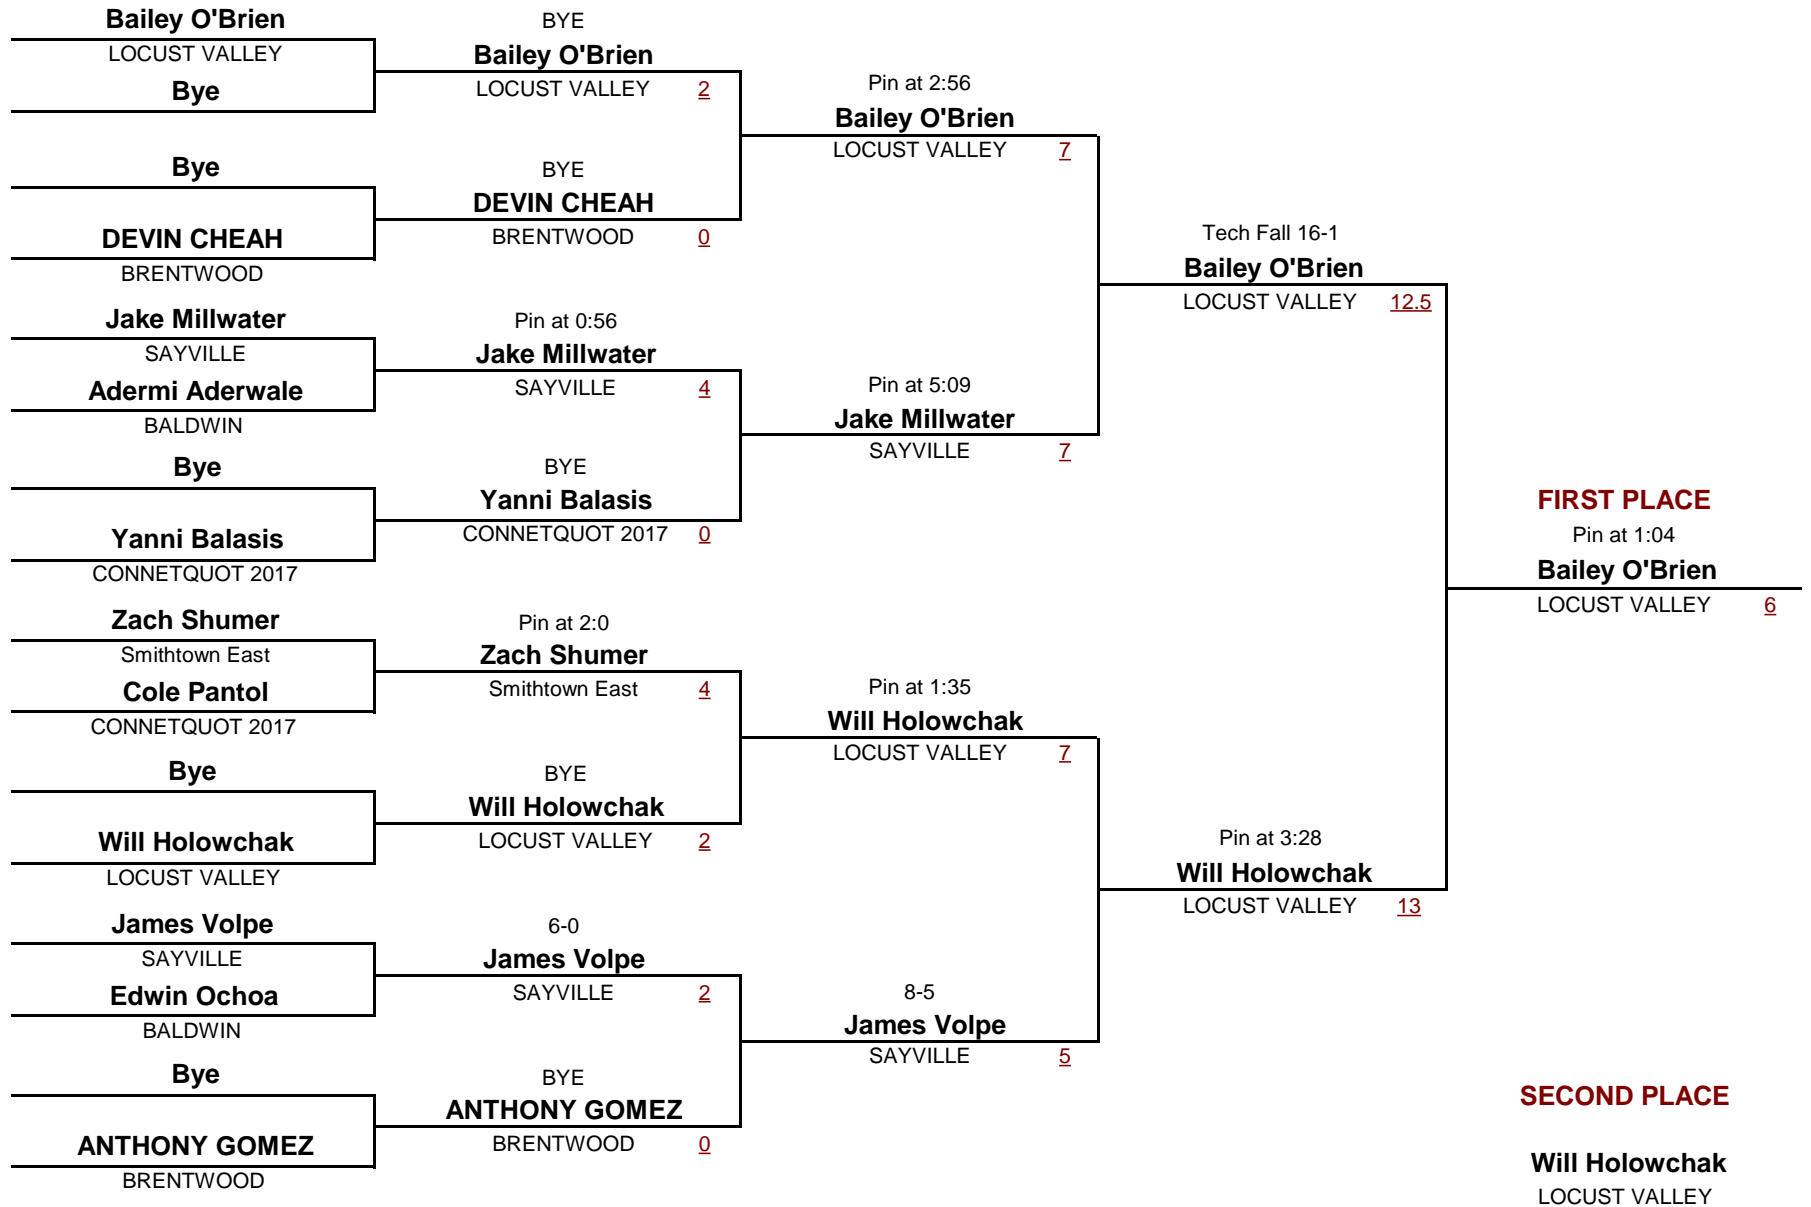 Bailey O'Brien
LOCUST VALLEY
Bye
Bye
DEVIN CHEAH
BRENTWOOD
Jake Millwater
SAYVILLE
Adermi Aderwale
BALDWIN
Bye
Yanni Balasis
CONNETQUOT 2017
Zach Shumer
Smithtown East
Cole Pantol
CONNETQUOT 2017
Bye
Will Holowchak
LOCUST VALLEY
James Volpe
SAYVILLE
Edwin Ochoa
BALDWIN
Bye
ANTHONY GOMEZ
BRENTWOOD
BYE
Bailey O'Brien
LOCUST VALLEY 2
BYE
DEVIN CHEAH
BRENTWOOD 0
Pin at 0:56
Jake Millwater
SAYVILLE 4
BYE
Yanni Balasis
CONNETQUOT 2017 0
Pin at 2:0
Zach Shumer
Smithtown East 4
BYE
Will Holowchak
LOCUST VALLEY 2
6-0
James Volpe
SAYVILLE 2
BYE
ANTHONY GOMEZ
BRENTWOOD 0
Pin at 2:56
Bailey O'Brien
LOCUST VALLEY 7
Pin at 5:09
Jake Millwater
SAYVILLE 7
Pin at 1:35
Will Holowchak
LOCUST VALLEY 7
8-5
James Volpe
SAYVILLE 5
Tech Fall 16-1
Bailey O'Brien
LOCUST VALLEY 12.5
Pin at 3:28
Will Holowchak
LOCUST VALLEY 13
FIRST PLACE
Pin at 1:04
Bailey O'Brien
LOCUST VALLEY 6
SECOND PLACE
Will Holowchak
LOCUST VALLEY